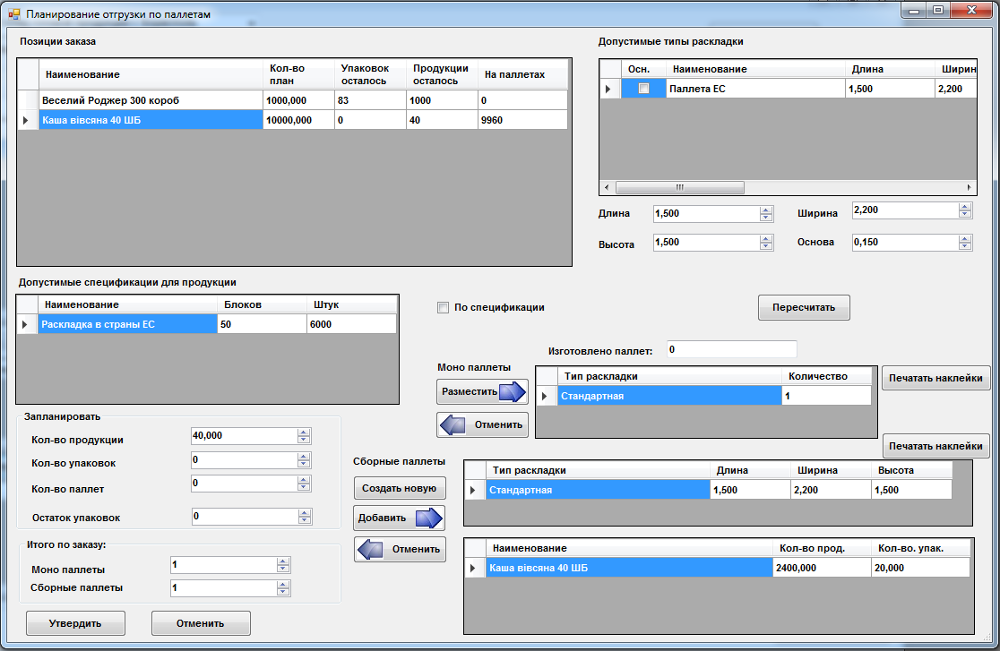 Планирование отгрузки по паллетам
Позиции заказа
Наименование Кол-во план Упаковок осталось Продукции осталось На паллетах
Веселий Роджер 300 короб 1000,000 83 1000 0
Каша вівсяна 40 ШБ 10000,000 0 40 9960
Допустимые типы раскладки
Осн. Наименование Длина Ширин
Паллета ЕС 1,500 2,200
Длина 1,500 Ширина 2,200
Высота 1,500 Основа 0,150
Допустимые спецификации для продукции
Наименование Блоков Штук
Раскладка в страны ЕС 50 6000
По спецификации
Пересчитать
Изготовлено паллет: 0
Моно паллеты
Разместить
Отменить
Тип раскладки Количество
Стандартная 1
Печатать наклейки
Печатать наклейки
Запланировать
Кол-во продукции 40,000
Кол-во упаковок 0
Кол-во паллет 0
Остаток упаковок 0
Сборные паллеты
Создать новую
Добавить
Отменить
Тип раскладки Длина Ширина Высота
Стандартная 1,500 2,200 1,500
Наименование Кол-во прод. Кол-во. упак.
Каша вівсяна 40 ШБ 2400,000 20,000
Итого по заказу:
Моно паллеты 1
Сборные паллеты 1
Утвердить
Отменить